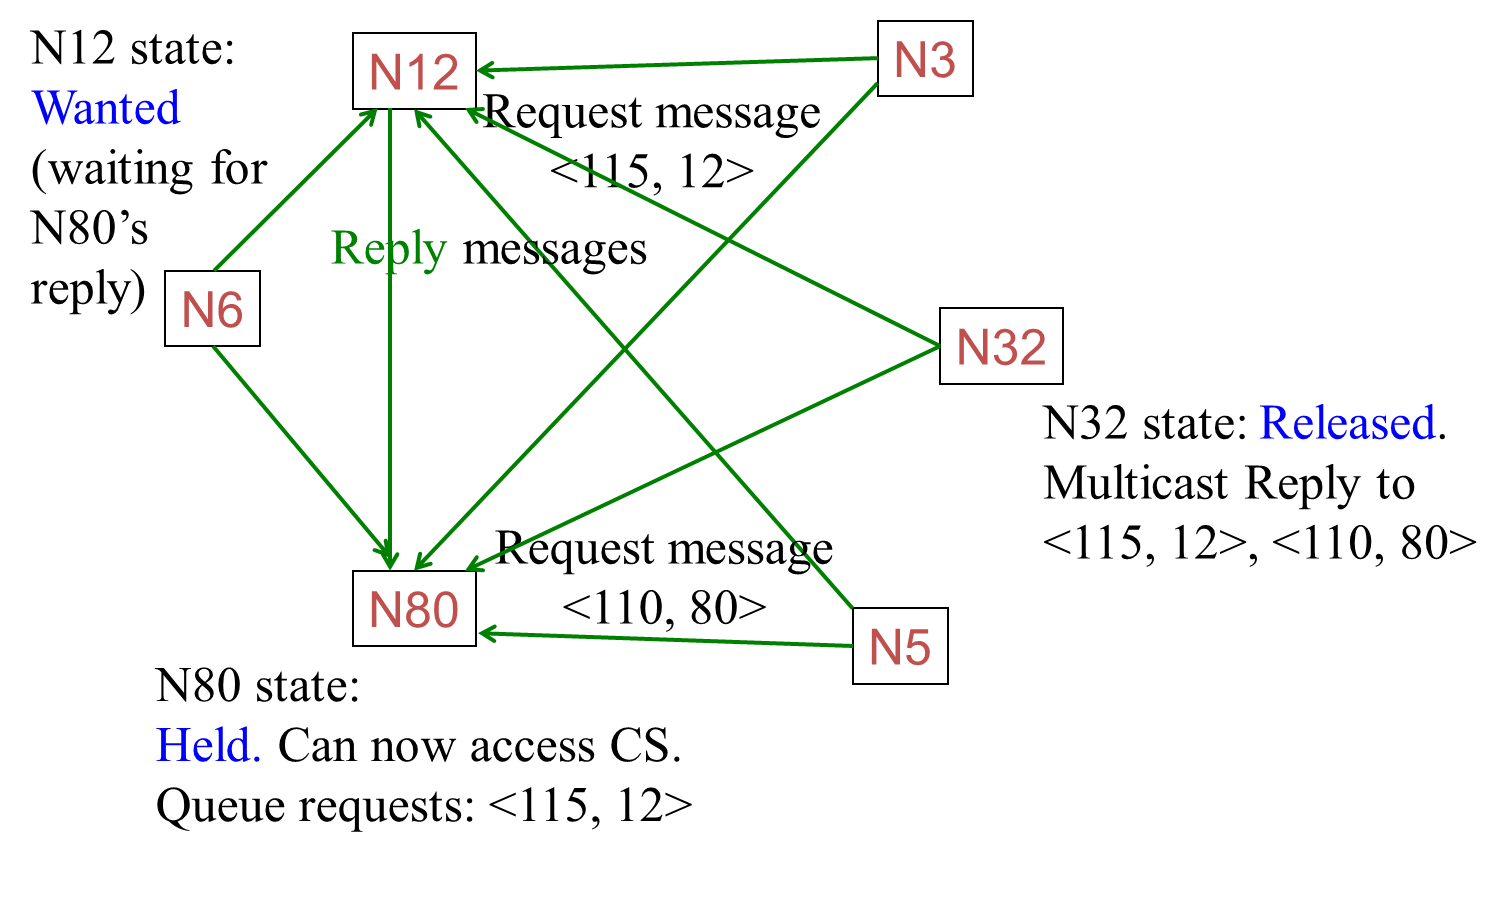 N12 state:
Wanted
(waiting for
N80’s
reply)
N12
N3
Request message
<115, 12>
Reply messages
N6
N32
N32 state: Released.
Multicast Reply to
<115, 12>, <110, 80>
Request message
<110, 80>
N80
N5
N80 state:
Held. Can now access CS.
Queue requests: <115, 12>